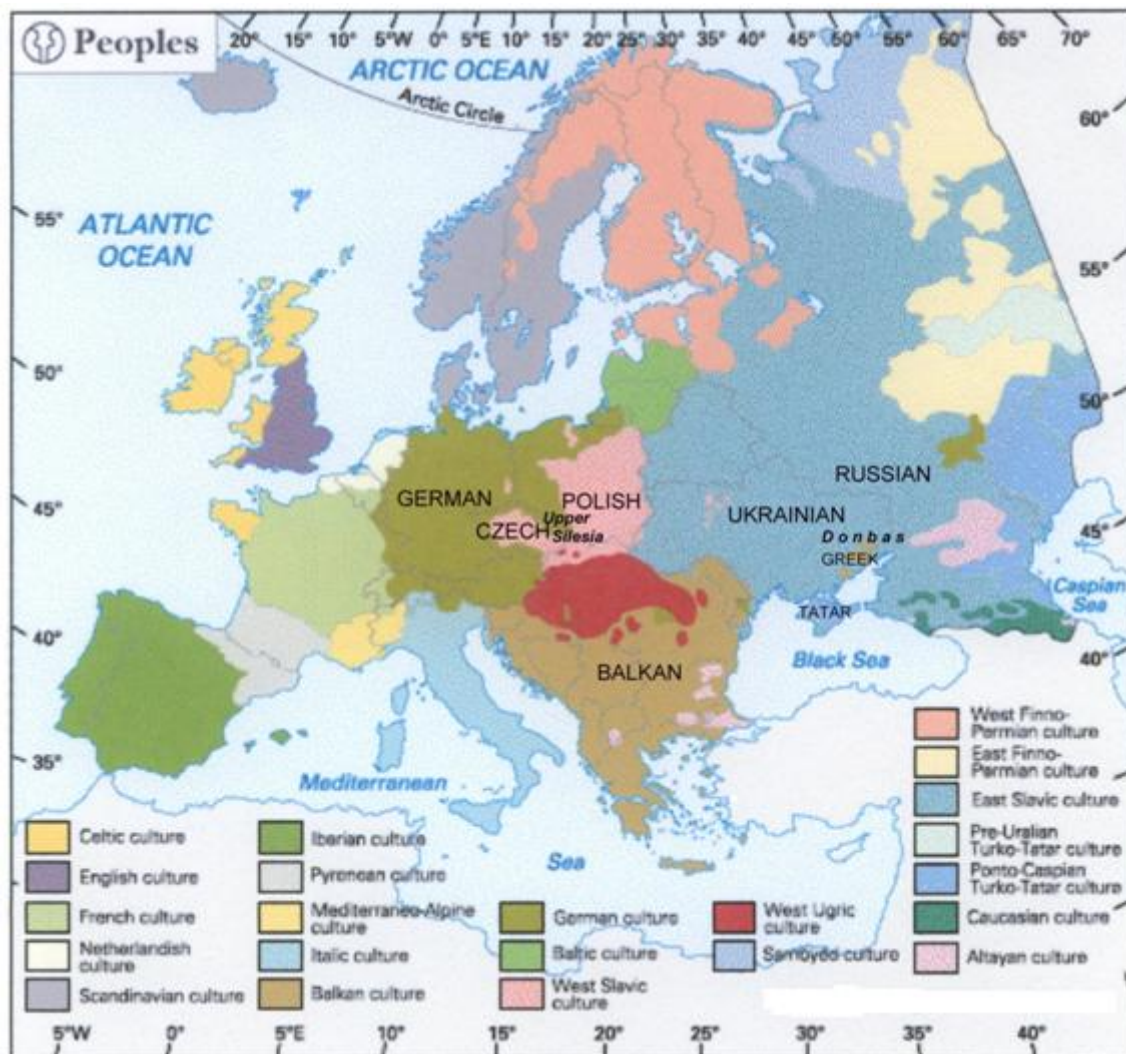 Peoples
20° 15° 10° 5°W 0° 5°E 10° 15° 20° 25° 30° 35° 40° 45° 50° 55° 60° 65° 70°
ARCTIC OCEAN
Arctic Circle
60°
55°
ATLANTIC
OCEAN
55°
50°
50°
RUSSIAN
GERMAN
POLISH
45°
UKRAINIAN
CZECH
Upper
Silesia
Donbas
45°
GREEK
Caspian
Sea
TATAR
40°
Black Sea
40°
BALKAN
35°
Mediterranean
Sea
Celtic culture
English culture
French culture
Netherlandish
culture
Scandinavian culture
Iberian culture
Pyrenean culture
Mediterraneo-Alpine
culture
Italic culture
Balkan culture
German culture
Baltic culture
West Slavic
culture
West Ugric
culture
Samoyed culture
West Finno-
Permian culture
East Finno-
Permian culture
East Slavic culture
Pre-Uralian
Turko-Tatar culture
Ponto-Caspian
Turko-Tatar culture
Caucasian culture
Altayan culture
5°W 0° 5°E 10° 15° 20° 25° 30° 35° 40°